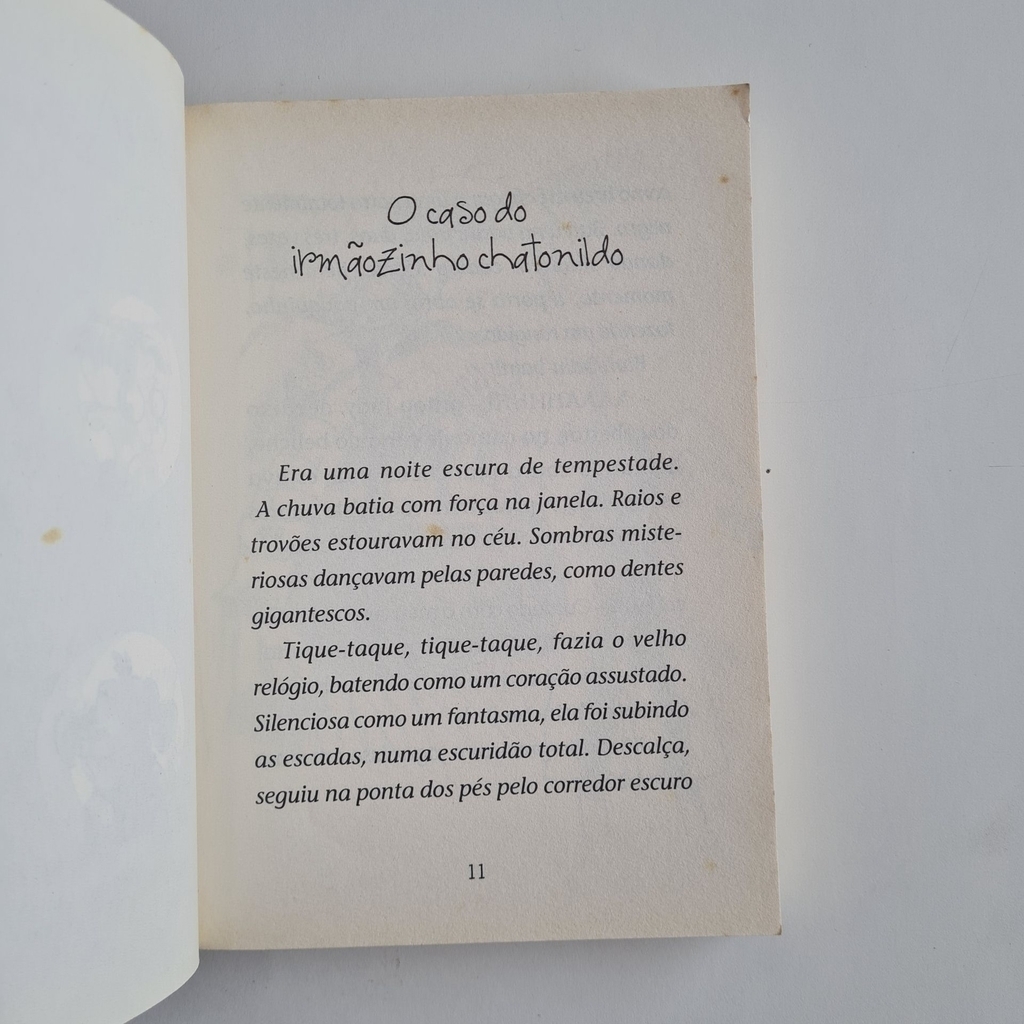 O caso do
irmãozinho chatonildo
Era uma noite escura de tempestade.
A chuva batia com força na janela. Raios e
trovões estouravam no céu. Sombras miste-
riosas dançavam pelas paredes, como dentes
gigantescos.
Tique-taque, tique-taque, fazia o velho
relógio, batendo como um coração assustado.
Silenciosa como um fantasma, ela foi subindo
as escadas, numa escuridão total. Descalça,
seguiu na ponta dos pés pelo corredor escuro
11